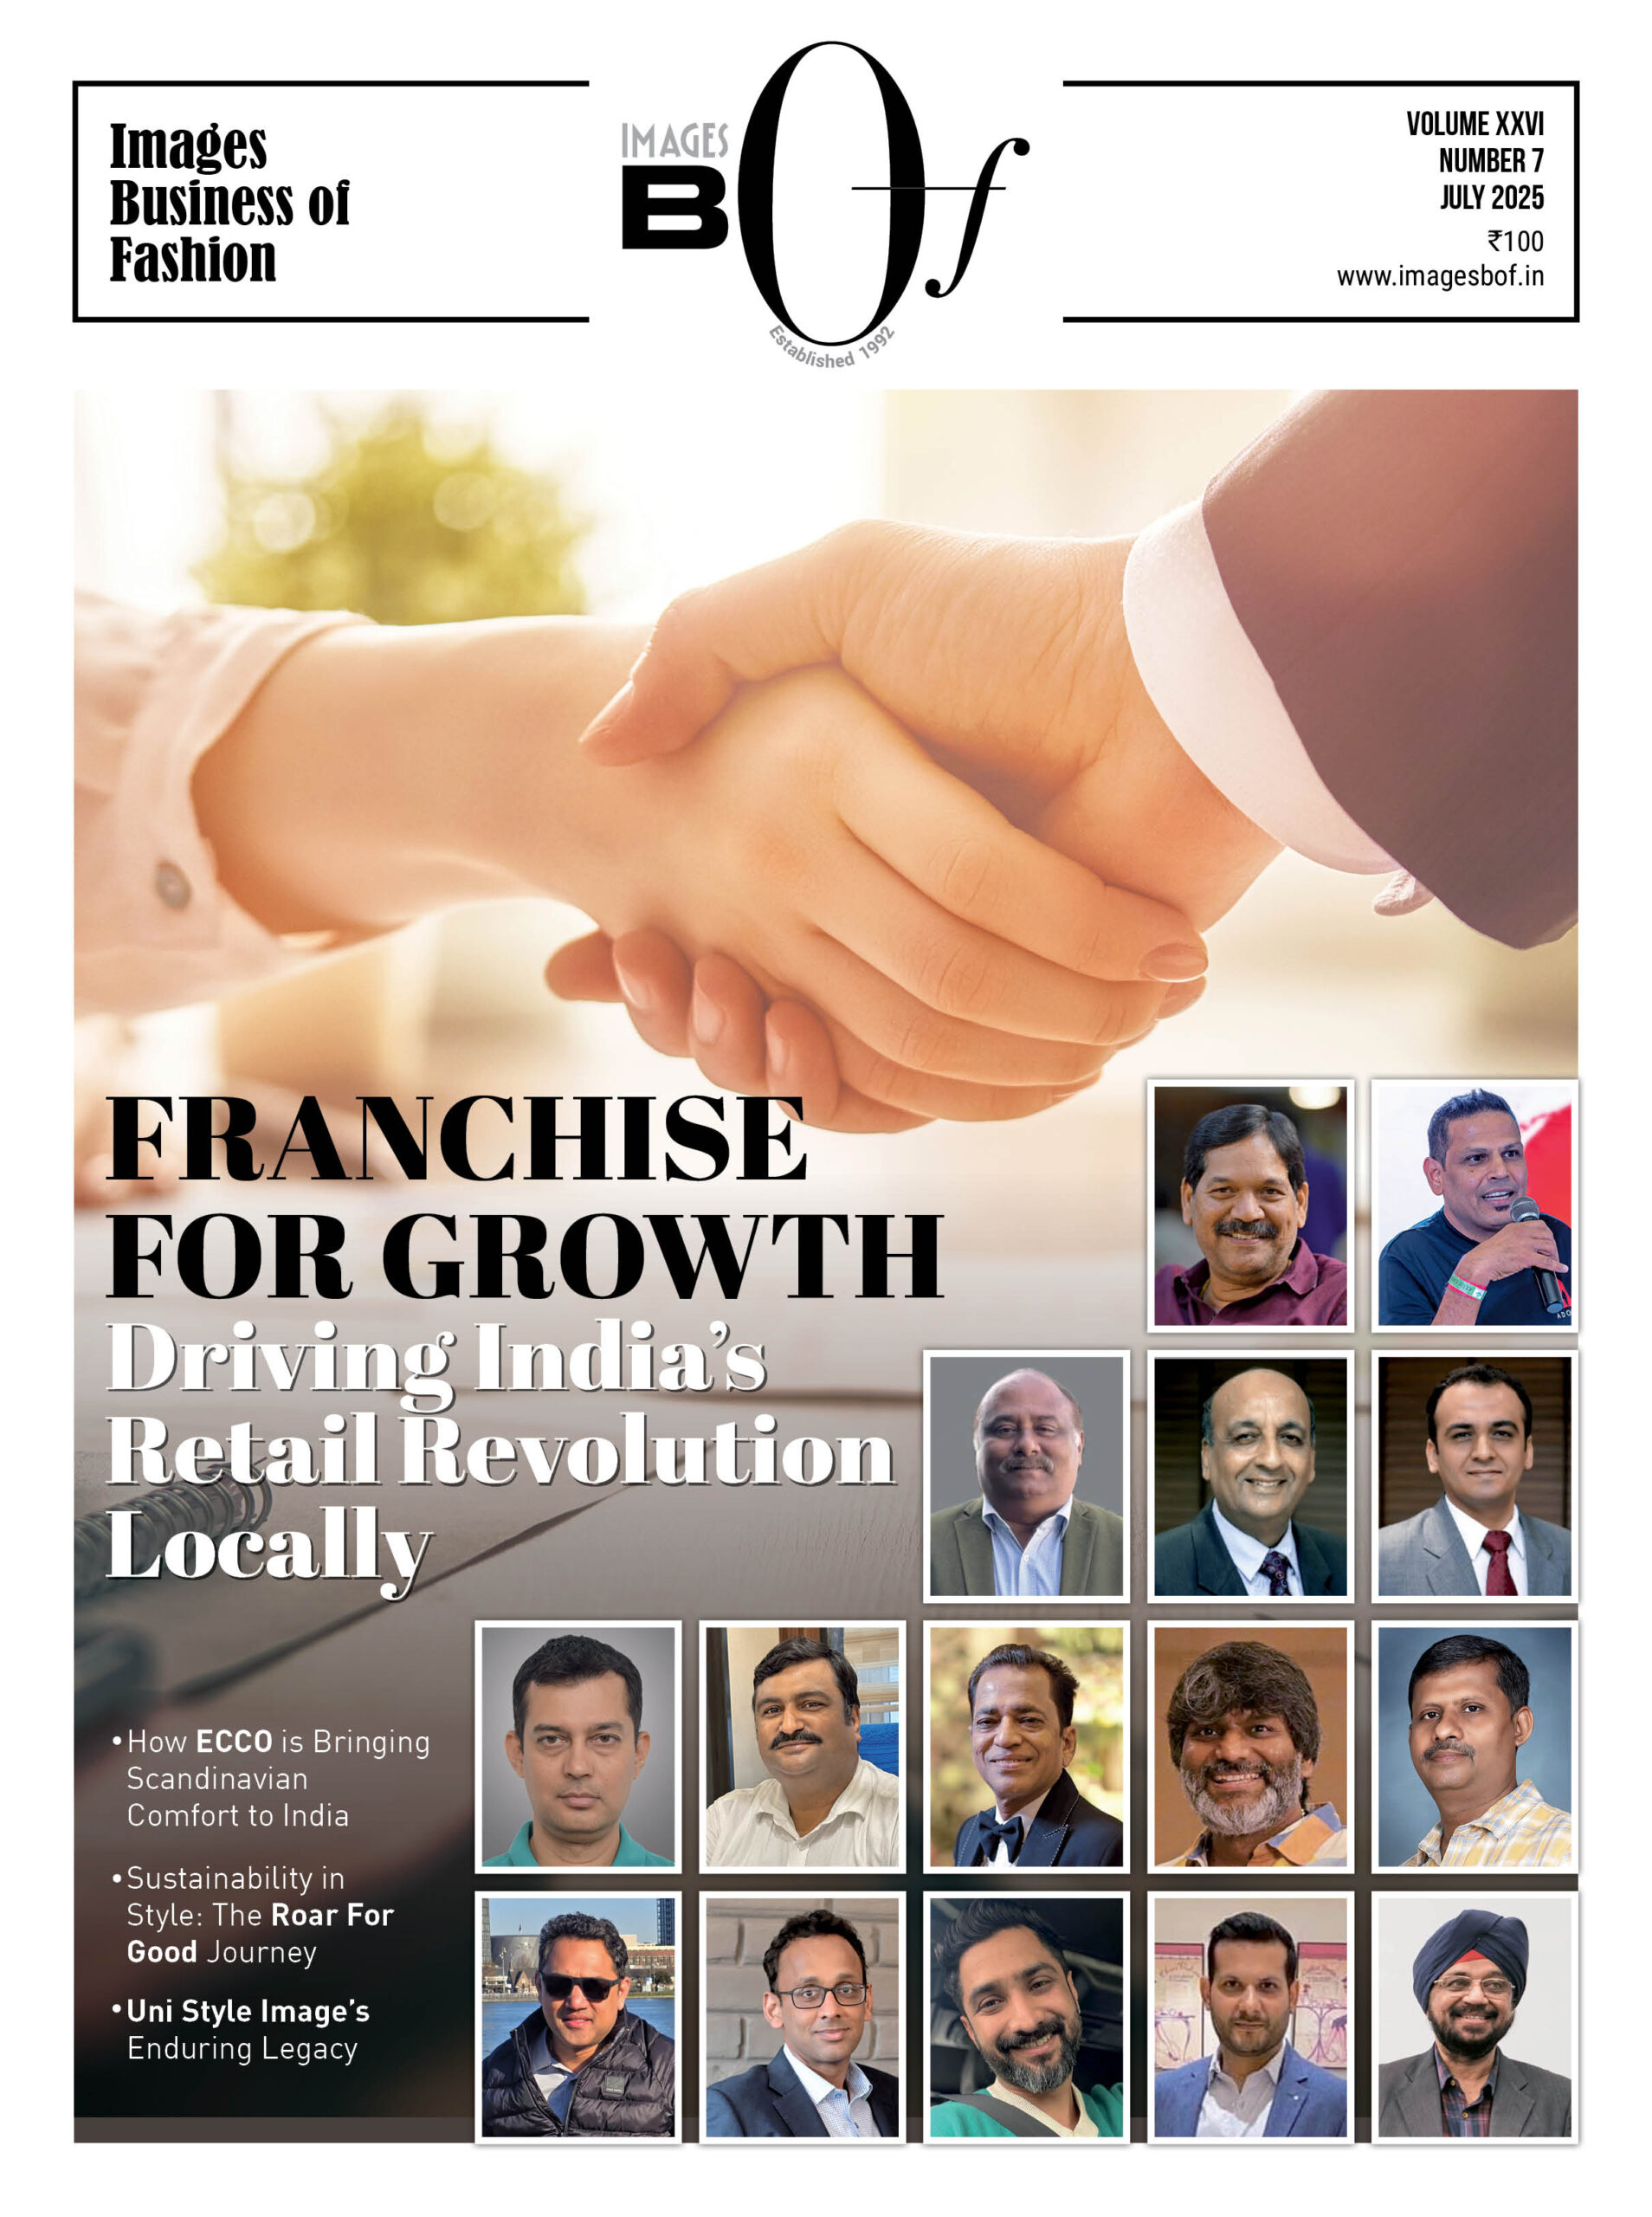 Images
Business of
Fashion
IMAGES
BOf
Established 1992
VOLUME XXVI
NUMBER 7
JULY 2025
₹100
www.imagesbof.in
FRANCHISE
FOR GROWTH
Driving India's
Retail Revolution
Locally
•How ECCO is Bringing
Scandinavian
Comfort to India
•Sustainability in
Style: The Roar For
Good Journey
•Uni Style Image's
Enduring Legacy
ADO